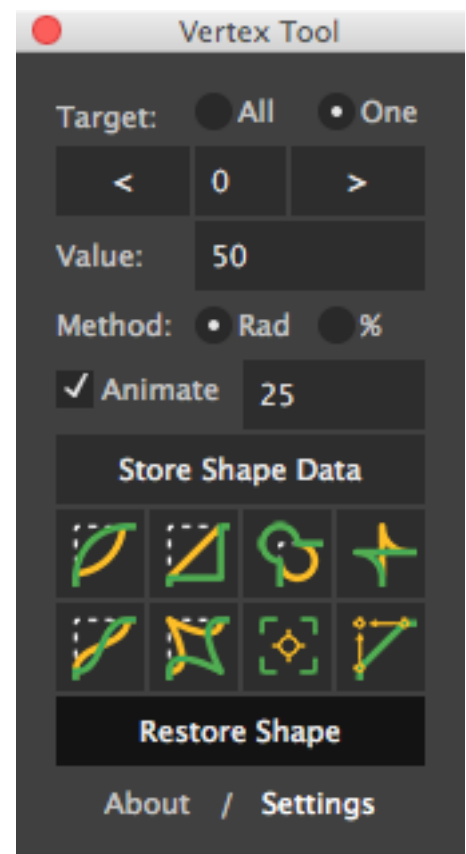 Vertex Tool
Target: All One
< 0 >
Value: 50
Method: Rad %
Animate 25
Store Shape Data
Restore Shape
About / Settings